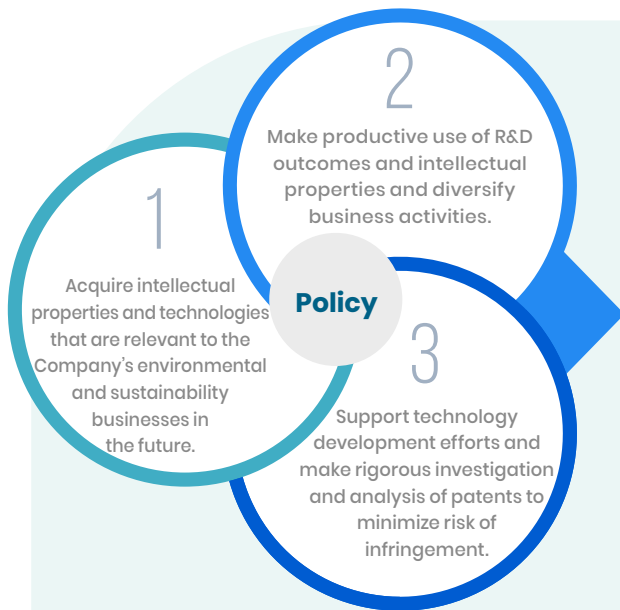 1
Acquire intellectual
properties and technologies
that are relevant to the
Company's environmental
and sustainability
businesses in
the future.
2
Make productive use of R&D
outcomes and intellectual
properties and diversify
business activities.
Policy
3
Support technology
development efforts and
make rigorous investigation
and analysis of patents to
minimize risk of
infringement.